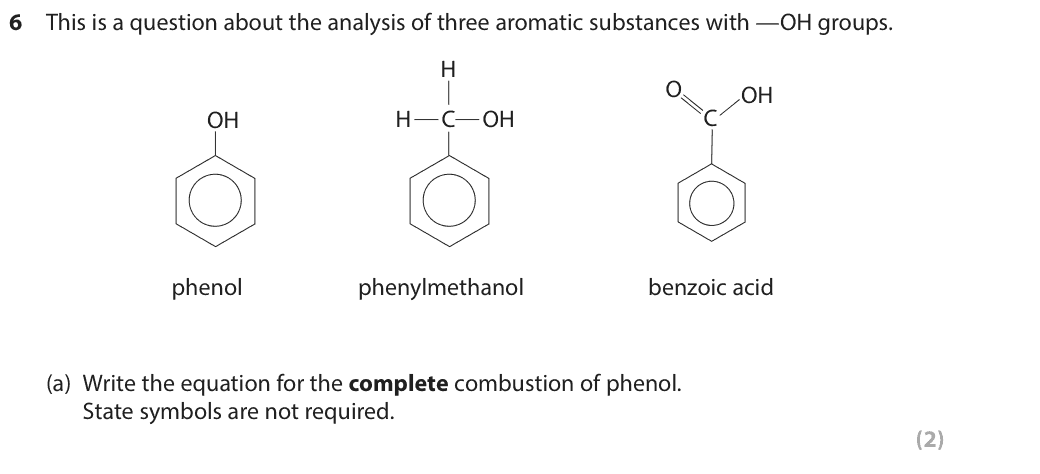 6 This is a question about the analysis of three aromatic substances with —OH groups.
H
H—C—OH
OH
O OH
C
phenol phenylmethanol benzoic acid
(a) Write the equation for the complete combustion of phenol.
State symbols are not required.
(2)